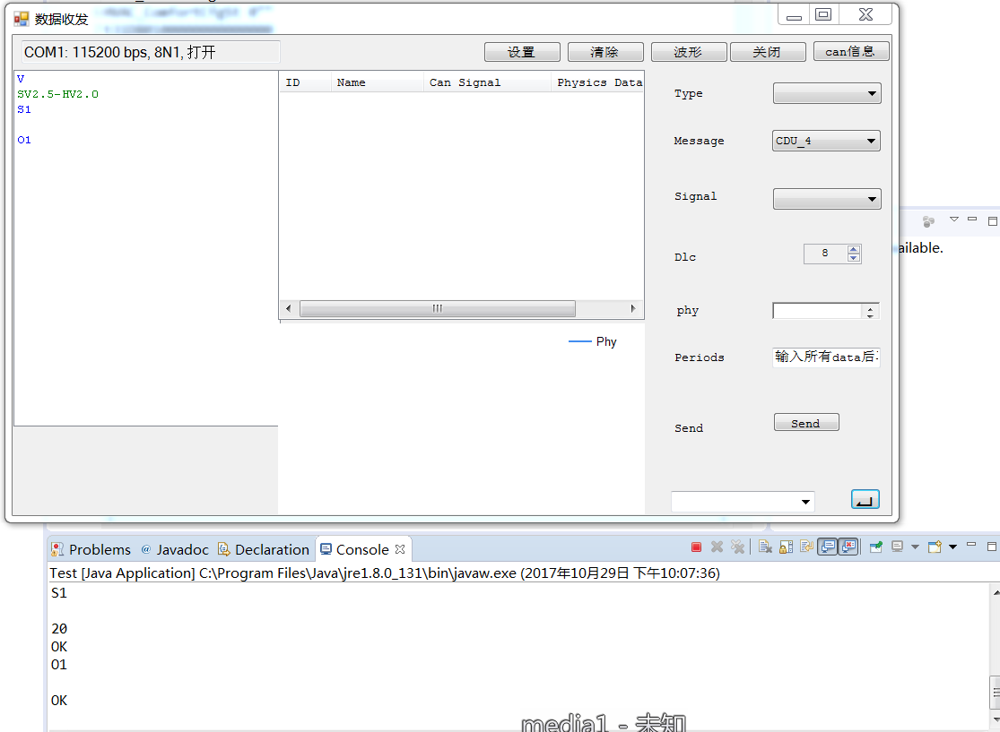 数据收发
COM1: 115200 bps, 8N1, 打开
设置
清除
波形
关闭
can信息
V
SV2.5-HV2.0
S1
O1
ID Name Can Signal Physics Data
Phy
Type
Message CDU_4
Signal
Dlc 8
phy
Periods 输入所有data后
Send Send
ailable.
Problems @ Javadoc Declaration Console
Test [Java Application] C:\Program Files\Java\jre1.8.0_131\bin\javaw.exe (2017年10月29日 下午10:07:36)
S1
20
OK
O1
OK
media1 - 未知